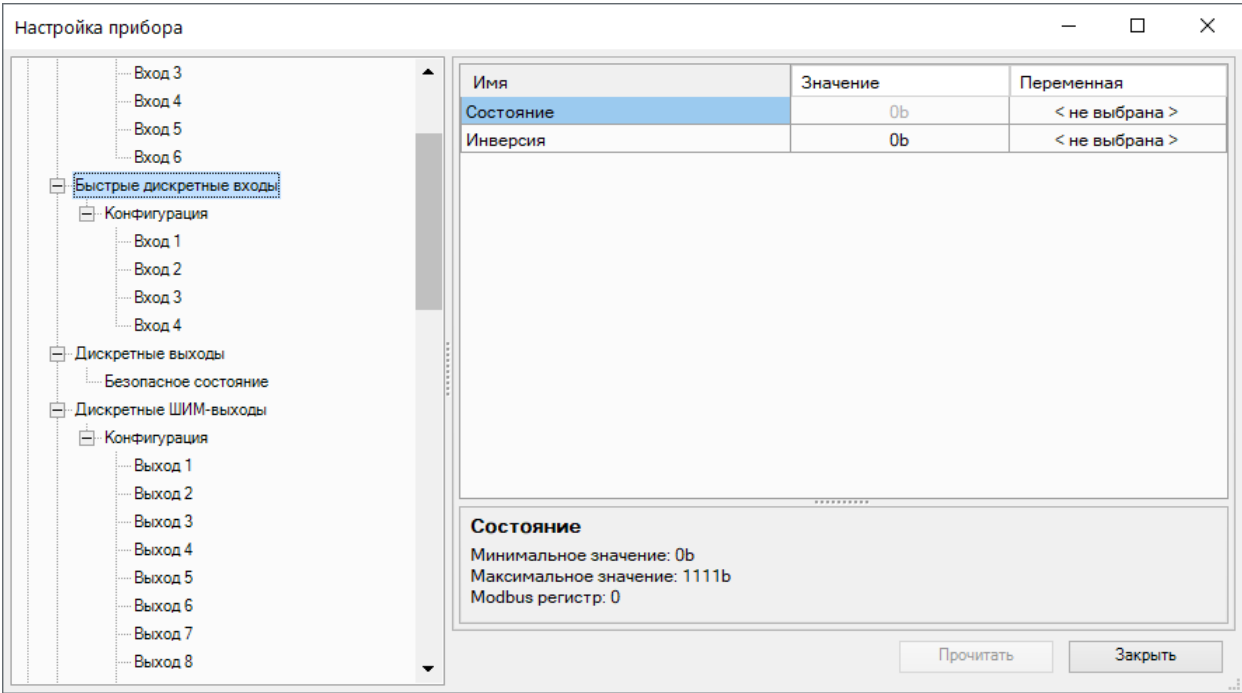 Настройка прибора
Вход 3
Вход 4
Вход 5
Вход 6
Быстрые дискретные входы
Конфигурация
Вход 1
Вход 2
Вход 3
Вход 4
Дискретные выходы
Безопасное состояние
Дискретные ШИМ-выходы
Конфигурация
Выход 1
Выход 2
Выход 3
Выход 4
Выход 5
Выход 6
Выход 7
Выход 8
Имя Значение Переменная
Состояние 0b < не выбрана >
Инверсия 0b < не выбрана >
Состояние
Минимальное значение: 0b
Максимальное значение: 1111b
Modbus регистр: 0
Прочитать Закрыть